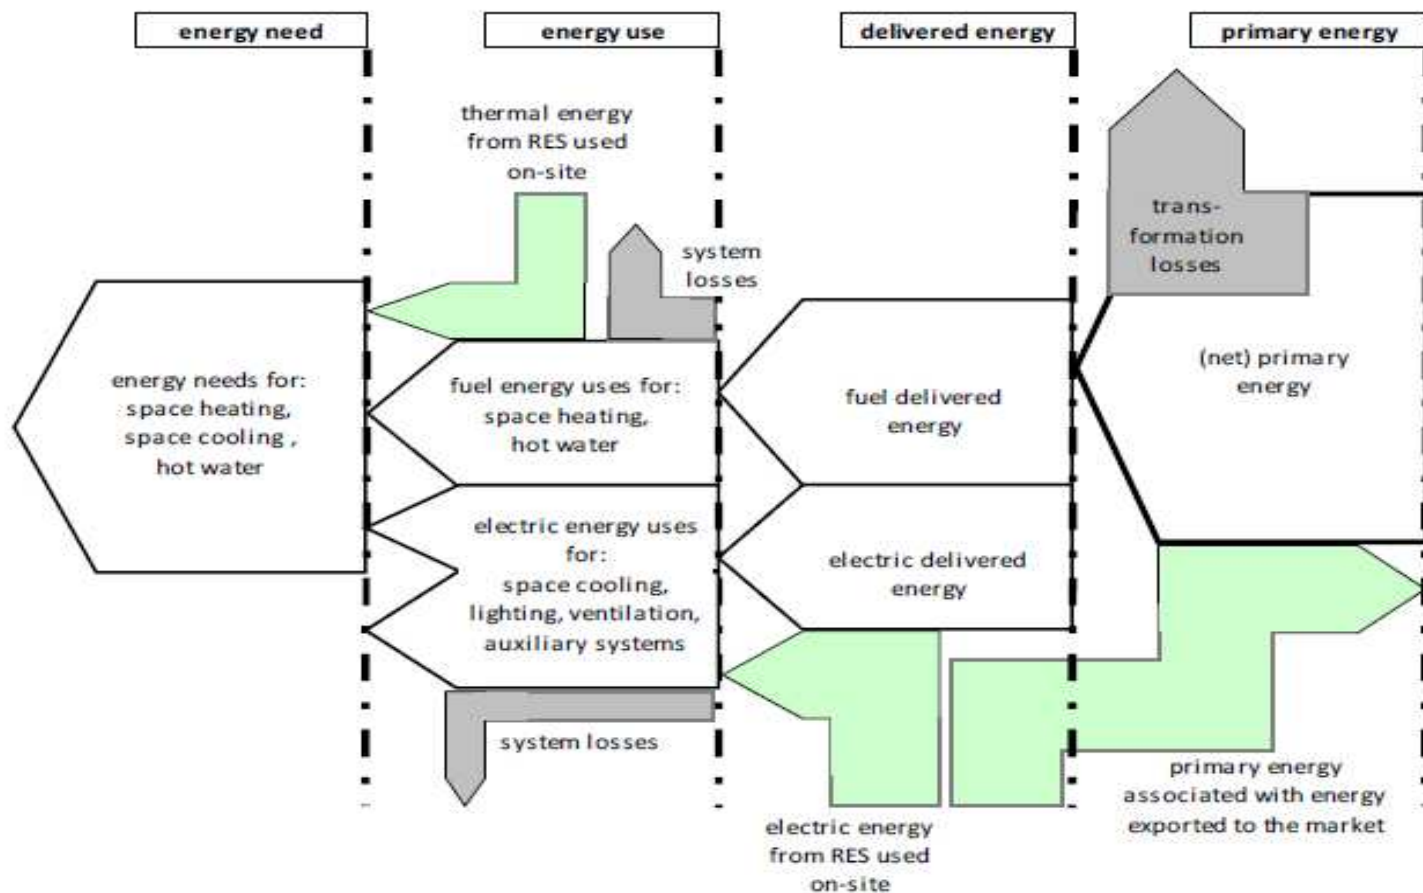 energy need
energy use
delivered energy
primary energy
thermal energy
from RES used
on-site
system
losses
trans-
formation
losses
energy needs for:
space heating,
space cooling ,
hot water
fuel energy uses for:
space heating,
hot water
fuel delivered
energy
(net) primary
energy
electric energy uses
for:
space cooling,
lighting, ventilation,
auxiliary systems
electric delivered
energy
system losses
electric energy
from RES used
on-site
primary energy
associated with energy
exported to the market